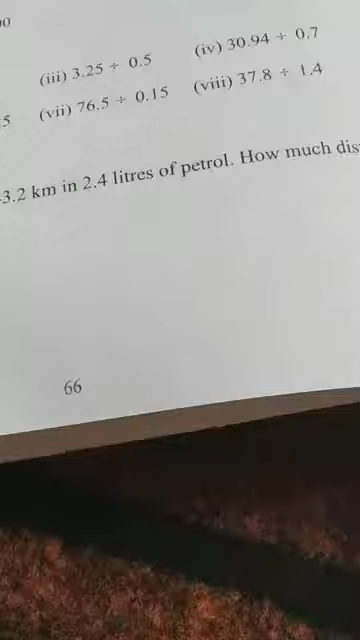 (iii) 3.25 ÷ 0.5 (iv) 30.94 ÷ 0.7
(vii) 76.5 ÷ 0.15 (viii) 37.8 ÷ 1.4
3.2 km in 2.4 litres of petrol. How much
66